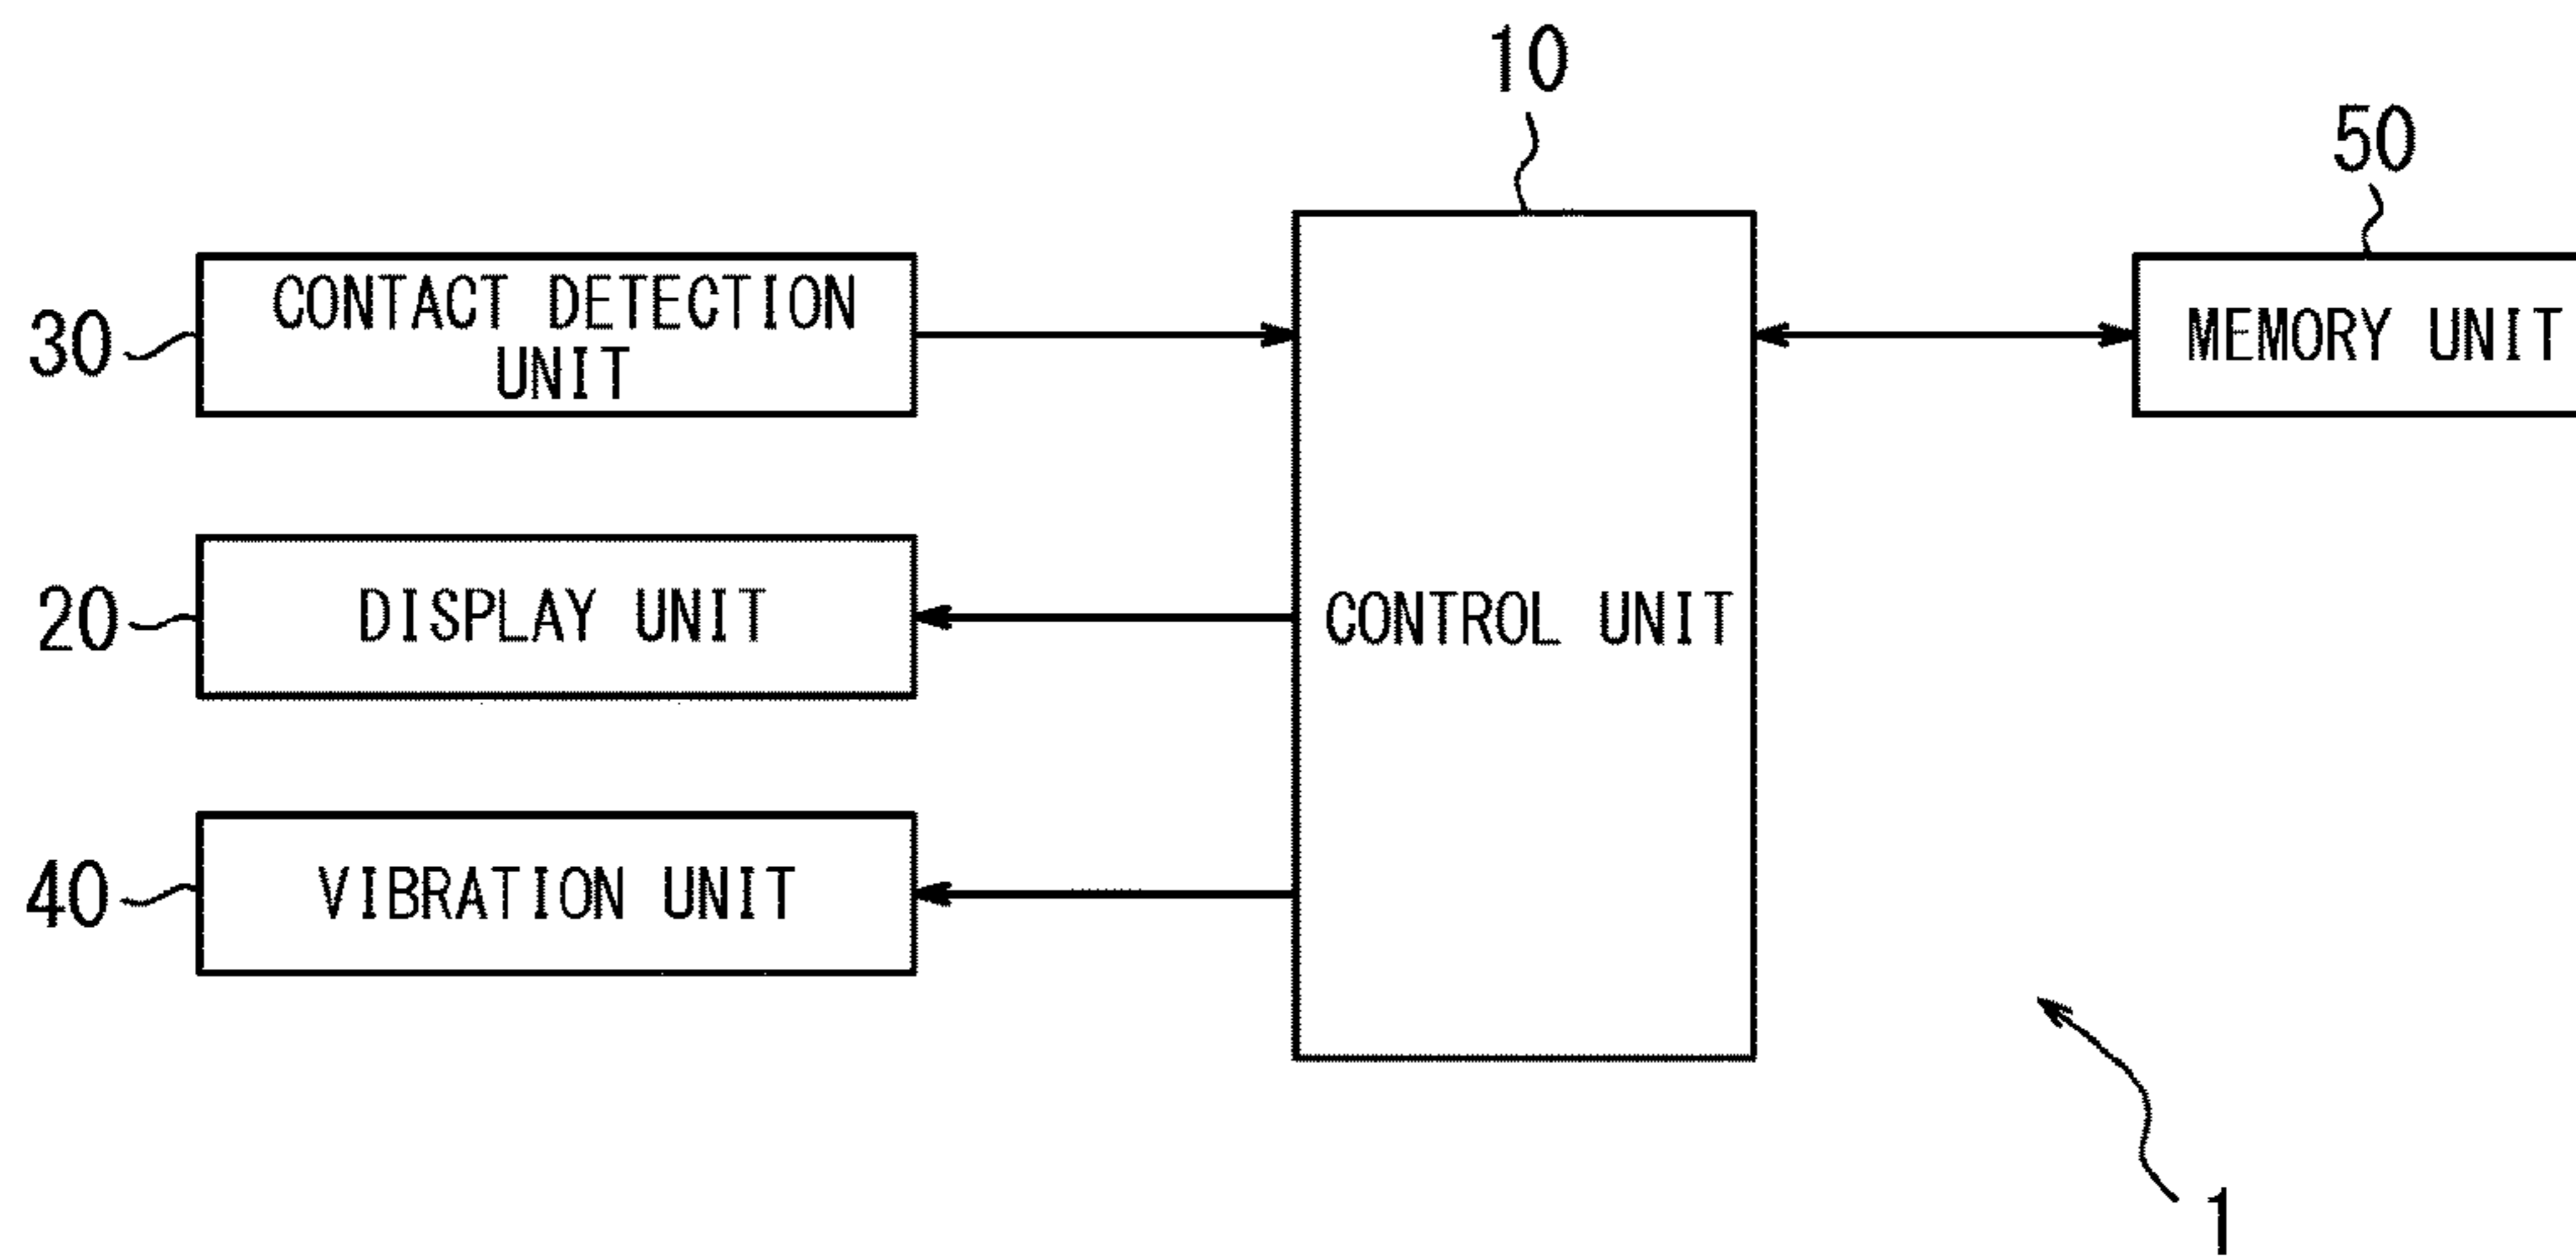 10
50
30
CONTACT DETECTION
UNIT
MEMORY UNIT
20
DISPLAY UNIT
CONTROL UNIT
40
VIBRATION UNIT
1